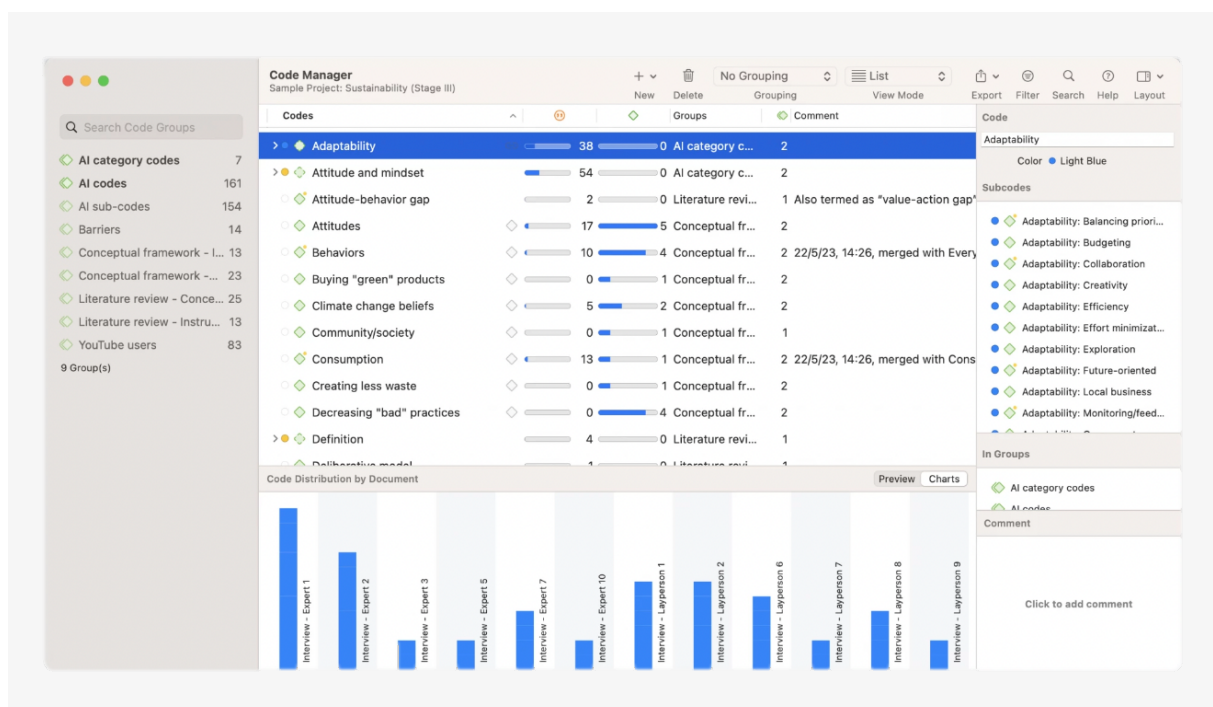 Code Manager
Sample Project: Sustainability (Stage III)
New
Delete
No Grouping
Grouping
List
View Mode
Export
Filter
Search
Help
Layout
Search Code Groups
AI category codes 7
AI codes 161
AI sub-codes 154
Barriers 14
Conceptual framework - I... 13
Conceptual framework -... 23
Literature review - Conce... 25
Literature review - Instru... 13
YouTube users 83
9 Group(s)
Codes Groups Comment
Adaptability 38 0 AI category c... 2
Attitude and mindset 54 0 AI category c... 2
Attitude-behavior gap 2 0 Literature revi... 1 Also termed as "value-action gap"
Attitudes 17 5 Conceptual fr... 2
Behaviors 10 4 Conceptual fr... 2 22/5/23, 14:26, merged with Every
Buying "green" products 0 1 Conceptual fr... 2
Climate change beliefs 5 2 Conceptual fr... 2
Community/society 0 1 Conceptual fr... 1
Consumption 13 1 Conceptual fr... 2 22/5/23, 14:26, merged with Cons
Creating less waste 0 1 Conceptual fr... 2
Decreasing "bad" practices 0 4 Conceptual fr... 2
Definition 4 0 Literature revi... 1
Deliberative model 1 0 Literature revi... 1
Code
Adaptability
Color Light Blue
Subcodes
Adaptability: Balancing priori...
Adaptability: Budgeting
Adaptability: Collaboration
Adaptability: Creativity
Adaptability: Efficiency
Adaptability: Effort minimizat...
Adaptability: Exploration
Adaptability: Future-oriented
Adaptability: Local business
Adaptability: Monitoring/feed...
In Groups
AI category codes
AI codes
Comment
Click to add comment
Code Distribution by Document
Preview
Charts
Interview - Expert 1
Interview - Expert 2
Interview - Expert 3
Interview - Expert 5
Interview - Expert 7
Interview - Expert 10
Interview - Layperson 1
Interview - Layperson 2
Interview - Layperson 6
Interview - Layperson 7
Interview - Layperson 8
Interview - Layperson 9